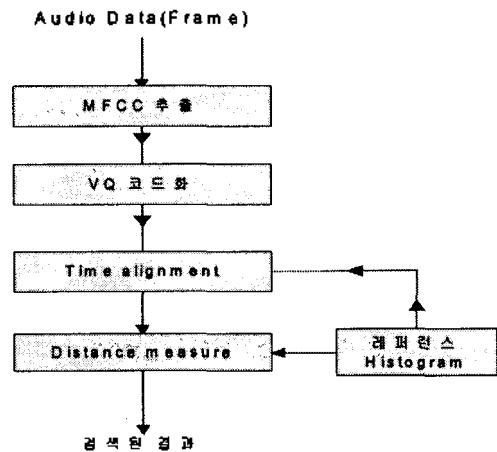 Audio Data(Frame)
MFCC 추출
VQ 코드화
Time alignment
Distance measure
레퍼런스
Histogram
검색된 결과